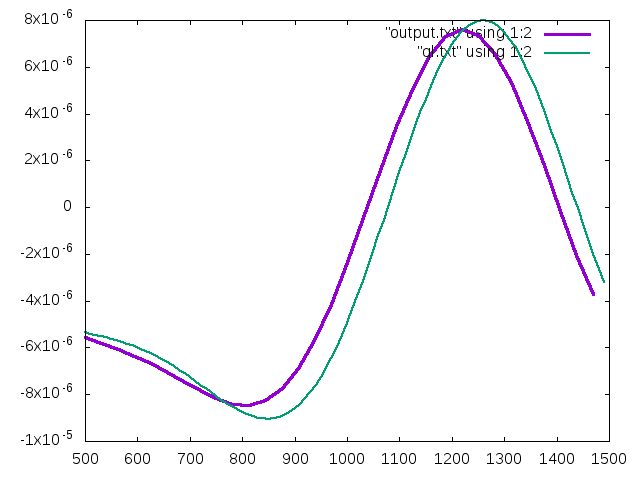 8x10^-6
6x10^-6
4x10^-6
2x10^-6
0
-2x10^-6
-4x10^-6
-6x10^-6
-8x10^-6
-1x10^-5
500 600 700 800 900 1000 1100 1200 1300 1400 1500
"output.txt" using 1:2
"ql.txt" using 1:2